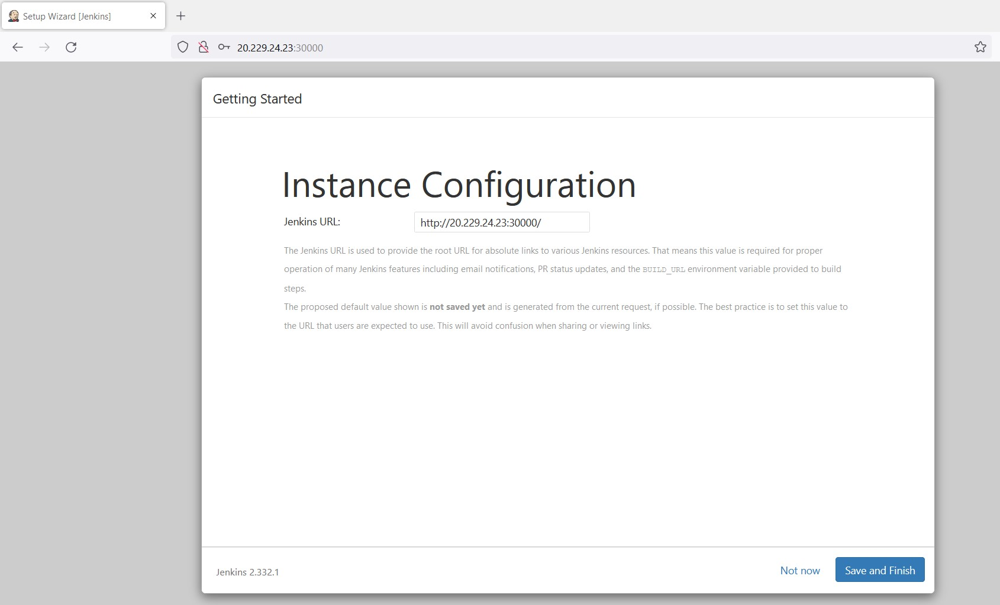 Setup Wizard [Jenkins]
20.229.24.23:30000
Getting Started
Instance Configuration
Jenkins URL:
http://20.229.24.23:30000/
The Jenkins URL is used to provide the root URL for absolute links to various Jenkins resources. That means this value is required for proper
operation of many Jenkins features including email notifications, PR status updates, and the BUILD_URL environment variable provided to build
steps.
The proposed default value shown is not saved yet and is generated from the current request, if possible. The best practice is to set this value to
the URL that users are expected to use. This will avoid confusion when sharing or viewing links.
Jenkins 2.332.1
Not now
Save and Finish